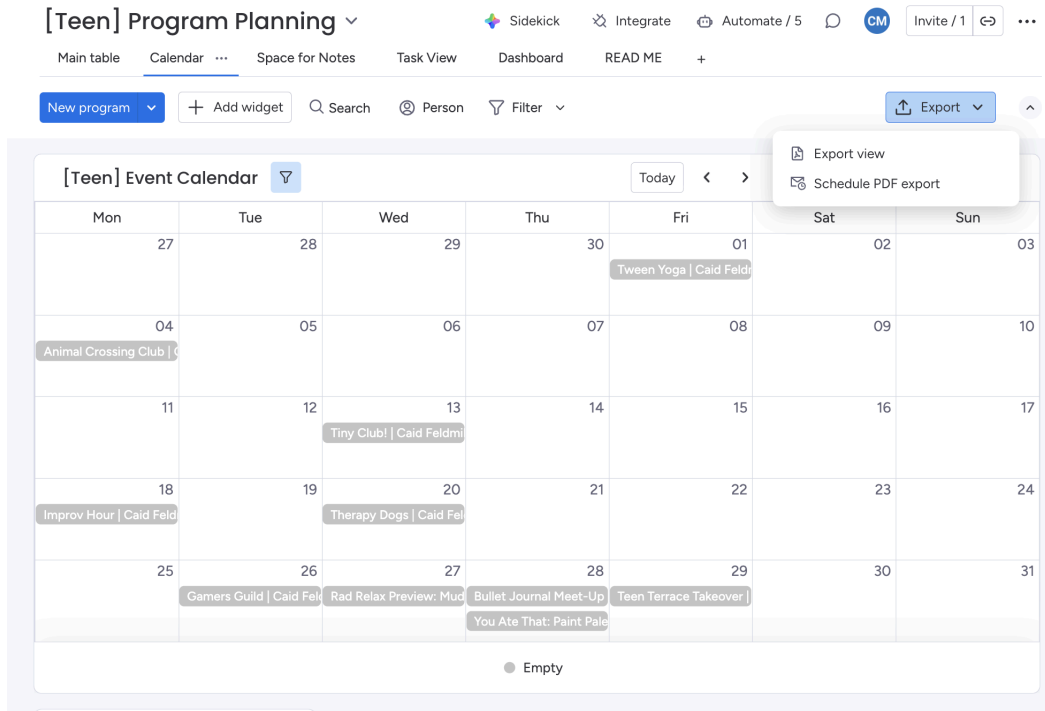 [Teen] Program Planning
Sidekick
Integrate
Automate / 5
CM
Invite / 1
Main table
Calendar
Space for Notes
Task View
Dashboard
READ ME
New program
Add widget
Search
Person
Filter
Export
Export view
Schedule PDF export
[Teen] Event Calendar
Today
Mon Tue Wed Thu Fri Sat Sun
27 28 29 30 01 02 03
Tween Yoga | Caid Feldm
04 05 06 07 08 09 10
Animal Crossing Club |
11 12 13 14 15 16 17
Tiny Club! | Caid Feldmi
18 19 20 21 22 23 24
Improv Hour | Caid Feld
Therapy Dogs | Caid Fel
25 26 27 28 29 30 31
Gamers Guild | Caid Fel
Rad Relax Preview: Mud
Bullet Journal Meet-Up
Teen Terrace Takeover |
You Ate That: Paint Pale
Empty